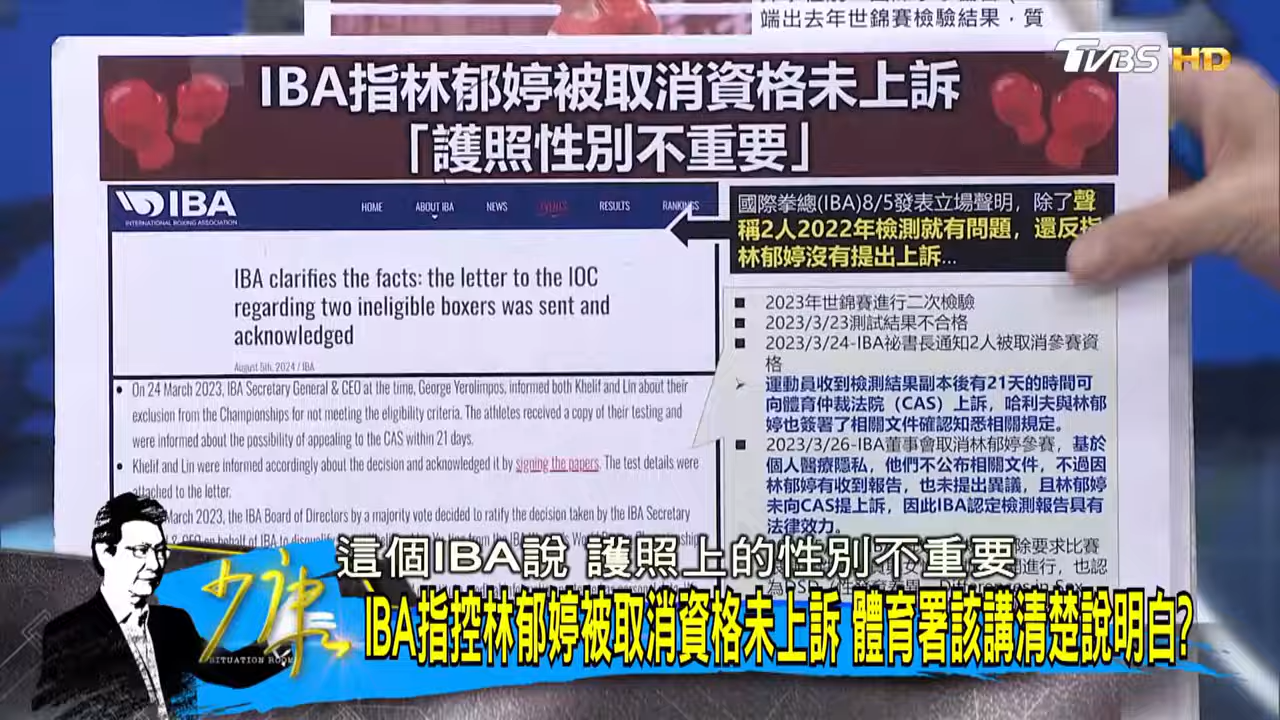 端出去年世錦賽檢驗結果，質
TVBS HD
IBA指林郁婷被取消資格未上訴
「護照性別不重要」
IBA
INTERNATIONAL BOXING ASSOCIATION
HOME ABOUT IBA NEWS EVENTS RESULTS RANKINGS
IBA clarifies the facts: the letter to the IOC
regarding two ineligible boxers was sent and
acknowledged
August 5th, 2024 / IBA
• On 24 March 2023, IBA Secretary General & CEO at the time, George Yerolimpos, informed both Khelif and Lin about their
exclusion from the Championships for not meeting the eligibility criteria. The athletes received a copy of their testing and
were informed about the possibility of appealing to the CAS within 21 days.
• Khelif and Lin were informed accordingly about the decision and acknowledged it by signing the papers. The test details were
attached to the letter.
March 2023, the IBA Board of Directors by a majority vote decided to ratify the decision taken by the IBA Secretary
國際拳總(IBA)8/5發表立場聲明，除了聲
稱2人2022年檢測就有問題，還反指
林郁婷沒有提出上訴...
■ 2023年世錦賽進行二次檢驗
■ 2023/3/23測試結果不合格
■ 2023/3/24-IBA祕書長通知2人被取消參賽資
格
➢ 運動員收到檢測結果副本後有21天的時間可
向體育仲裁法院（CAS）上訴，哈利夫與林郁
婷也簽署了相關文件確認知悉相關規定。
■ 2023/3/26-IBA董事會取消林郁婷參賽，基於
個人醫療隱私，他們不公布相關文件，不過因
林郁婷有收到報告，也未提出異議，且林郁婷
未向CAS提上訴，因此IBA認定檢測報告具有
法律效力。
除要求比賽
這個IBA說 護照上的性別不重要
少康
SITUATION ROOM
IBA指控林郁婷被取消資格未上訴 體育署該講清楚說明白?